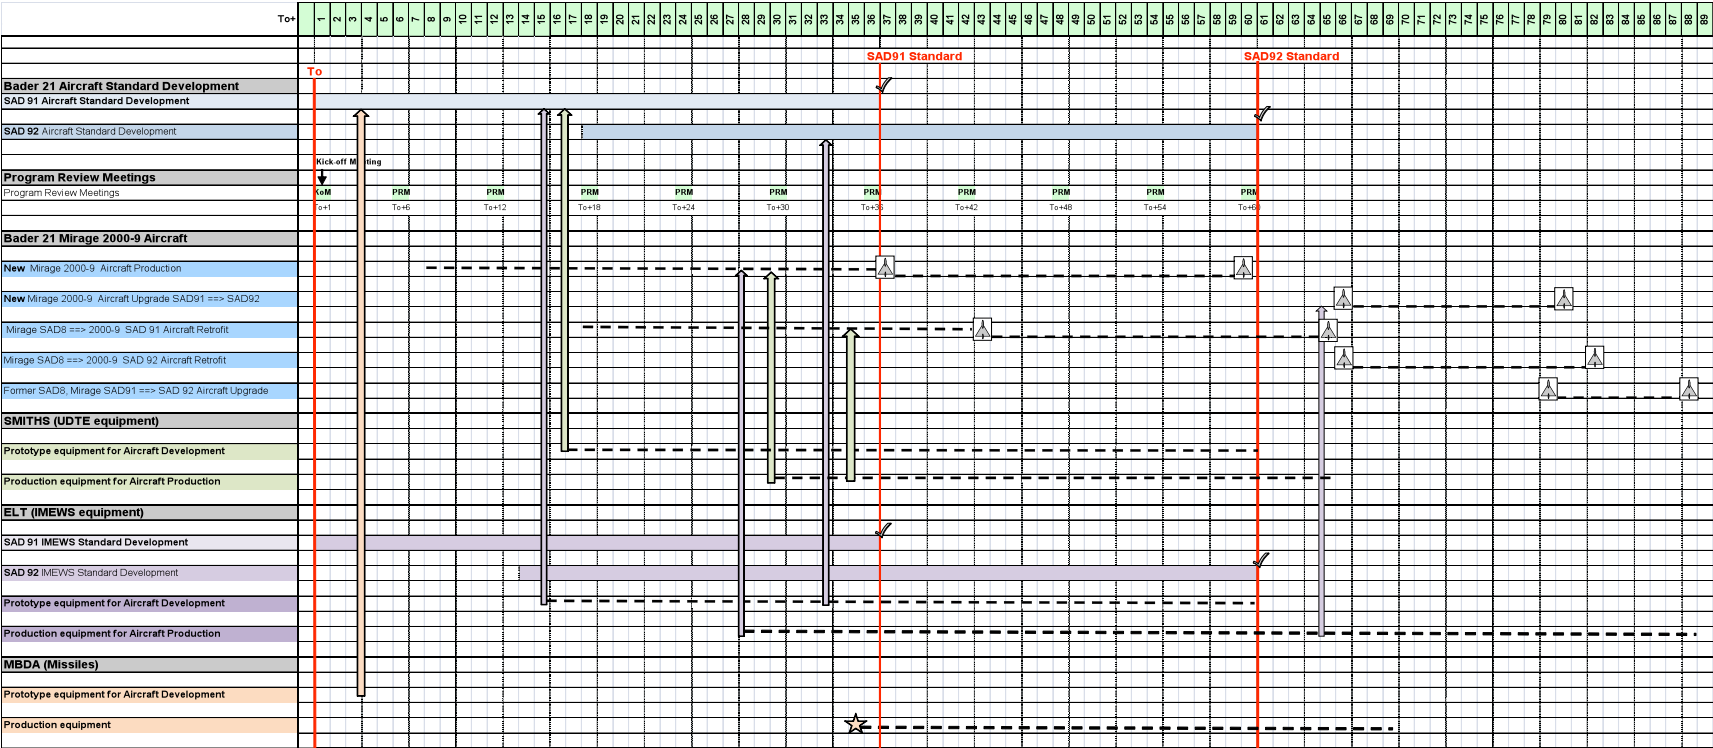 To+ 1 2 3 4 5 6 7 8 9 10 11 12 13 14 15 16 17 18 19 20 21 22 23 24 25 26 27 28 29 30 31 32 33 34 35 36 37 38 39 40 41 42 43 44 45 46 47 48 49 50 51 52 53 54 55 56 57 58 59 60 61 62 63 64 65 66 67 68 69 70 71 72 73 74 75 76 77 78 79 80 81 82 83 84 85 86 87 88 89
SAD91 Standard SAD92 Standard
To
Bader 21 Aircraft Standard Development
SAD 91 Aircraft Standard Development
SAD 92 Aircraft Standard Development
Kick-off Meeting
Program Review Meetings
Program Review Meetings KoM PRM PRM PRM PRM PRM PRM PRM PRM PRM PRM
To+1 To+6 To+12 To+18 To+24 To+30 To+36 To+42 To+48 To+54 To+60
Bader 21 Mirage 2000-9 Aircraft
New Mirage 2000-9 Aircraft Production
New Mirage 2000-9 Aircraft Upgrade SAD91 ==> SAD92
Mirage SAD8 ==> 2000-9 SAD 91 Aircraft Retrofit
Mirage SAD8 ==> 2000-9 SAD 92 Aircraft Retrofit
Former SAD8, Mirage SAD91 ==> SAD 92 Aircraft Upgrade
SMITHS (UDTE equipment)
Prototype equipment for Aircraft Development
Production equipment for Aircraft Production
ELT (IMEWS equipment)
SAD 91 IMEWS Standard Development
SAD 92 IMEWS Standard Development
Prototype equipment for Aircraft Development
Production equipment for Aircraft Production
MBDA (Missiles)
Prototype equipment for Aircraft Development
Production equipment